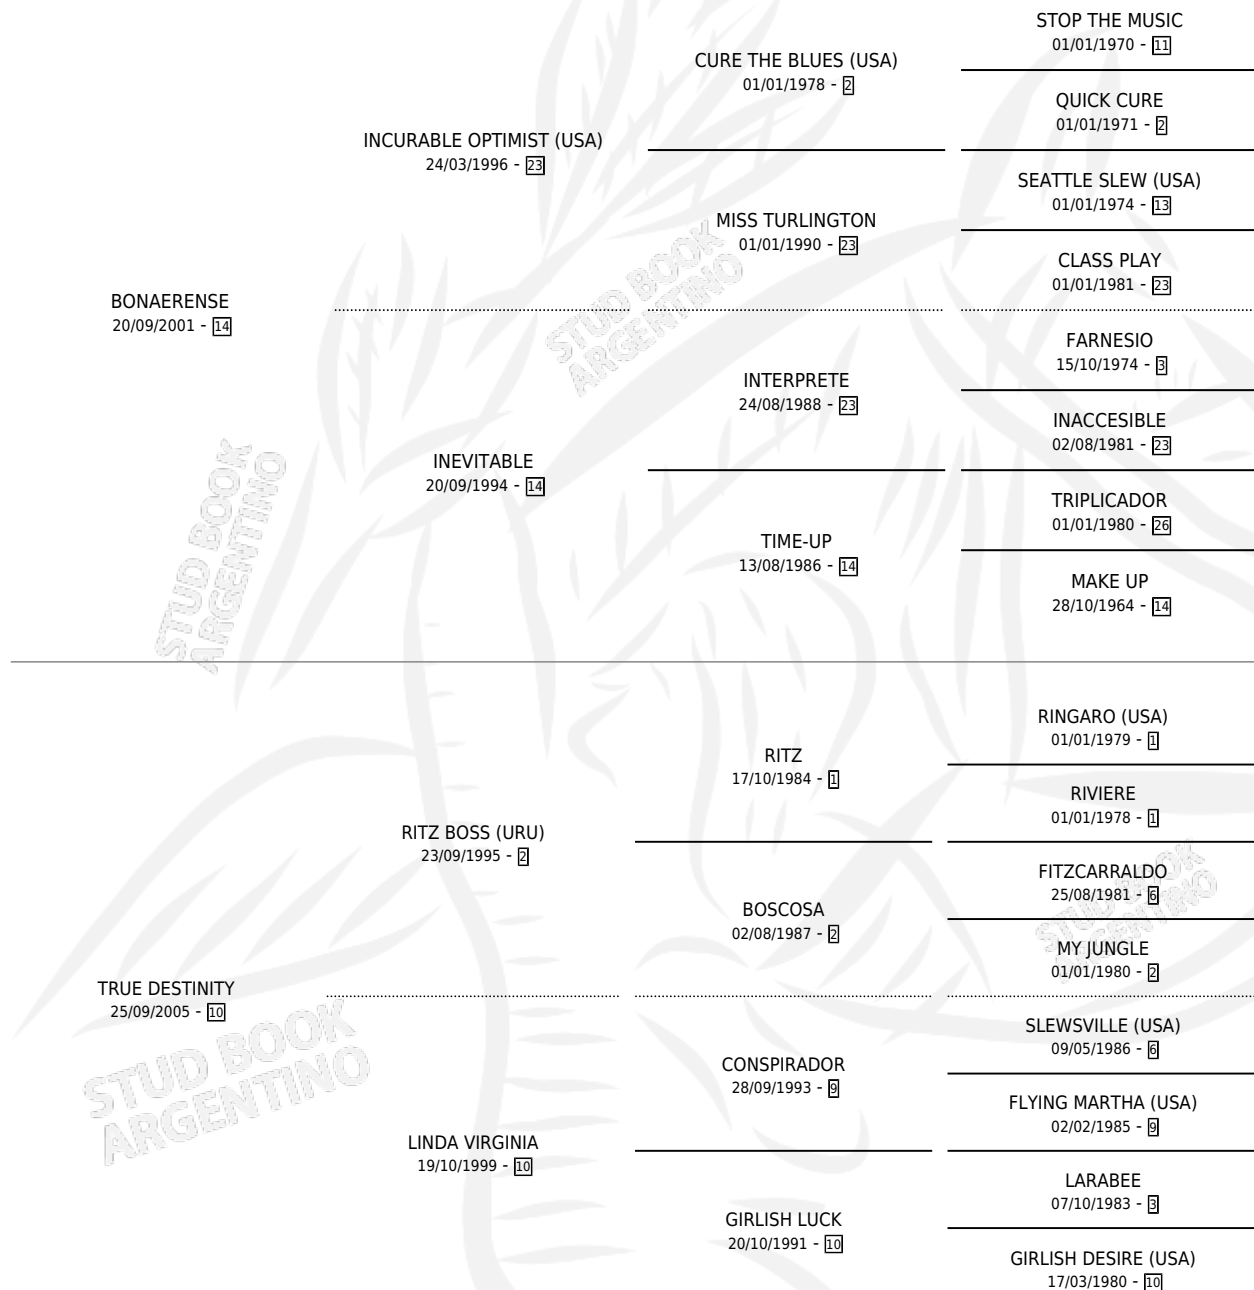 STOP THE MUSIC
01/01/1970 - 11
CURE THE BLUES (USA)
01/01/1978 - 2
QUICK CURE
01/01/1971 - 2
INCURABLE OPTIMIST (USA)
24/03/1996 - 23
SEATTLE SLEW (USA)
01/01/1974 - 13
MISS TURLINGTON
01/01/1990 - 23
CLASS PLAY
01/01/1981 - 23
BONAERENSE
20/09/2001 - 14
STUD BOOK
ARGENTINO
FARNESIO
15/10/1974 - 3
INTERPRETE
24/08/1988 - 23
INACCESIBLE
02/08/1981 - 23
INEVITABLE
20/09/1994 - 14
TRIPLICADOR
01/01/1980 - 26
TIME-UP
13/08/1986 - 14
MAKE UP
28/10/1964 - 14
STUD BOOK
ARGENTINO
RINGARO (USA)
01/01/1979 - 1
RITZ
17/10/1984 - 1
RIVIERE
01/01/1978 - 1
RITZ BOSS (URU)
23/09/1995 - 2
FITZCARRALDO
25/08/1981 - 6
BOSCOSA
02/08/1987 - 2
MY JUNGLE
01/01/1980 - 2
STUD BOOK
ARGENTINO
TRUE DESTINITY
25/09/2005 - 10
SLEWSVILLE (USA)
09/05/1986 - 6
CONSPIRADOR
28/09/1993 - 9
FLYING MARTHA (USA)
02/02/1985 - 9
STUD BOOK
ARGENTINO
LINDA VIRGINIA
19/10/1999 - 10
LARABEE
07/10/1983 - 3
GIRLISH LUCK
20/10/1991 - 10
GIRLISH DESIRE (USA)
17/03/1980 - 10